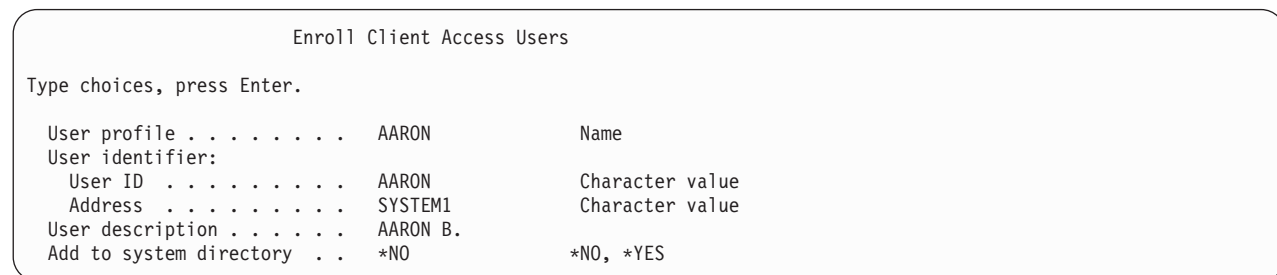 Enroll Client Access Users
Type choices, press Enter.
User profile . . . . . . . . AARON Name
User identifier:
User ID . . . . . . . . . AARON Character value
Address . . . . . . . . . SYSTEM1 Character value
User description . . . . . . AARON B.
Add to system directory . . *NO *NO, *YES